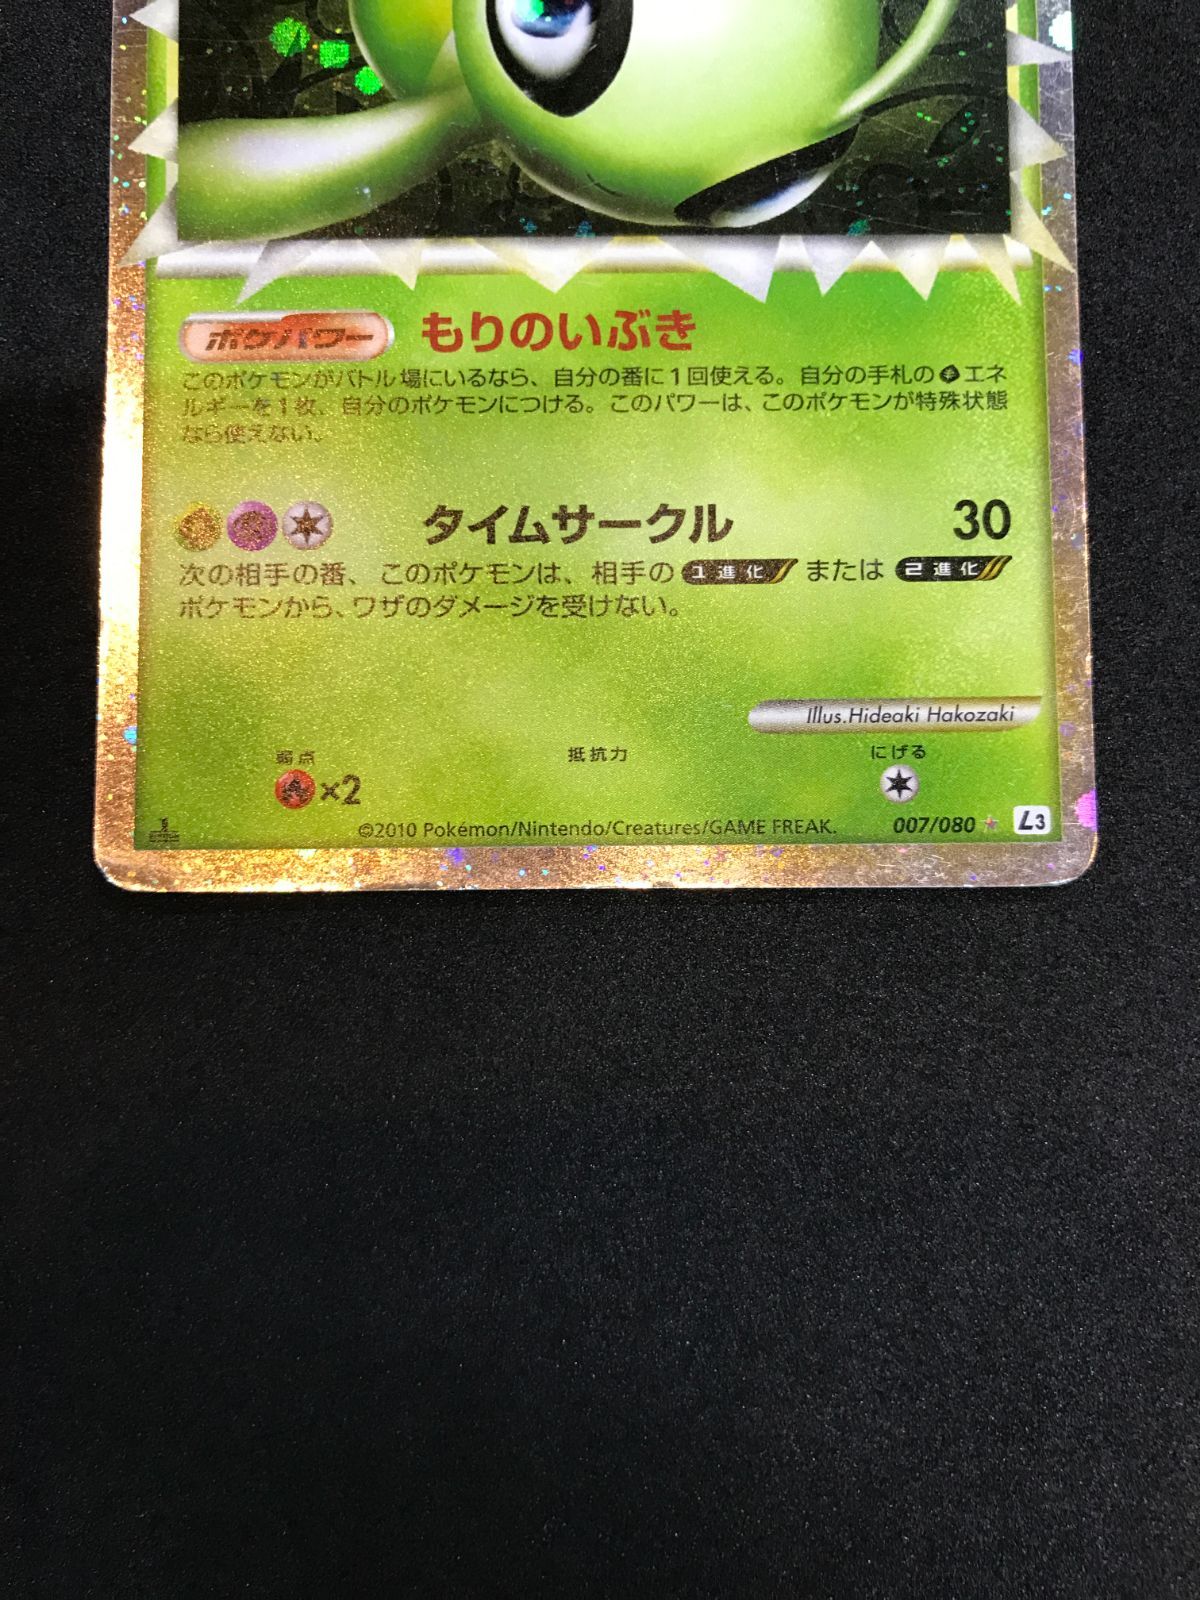 ポケパワー もりのいぶき
このポケモンがバトル場にいるなら、自分の番に1回使える。自分の手札のエネ
ルギーを1枚、自分のポケモンにつける。このパワーは、このポケモンが特殊状態
なら使えない。
タイムサークル 30
次の相手の番、このポケモンは、相手の 1進化 または 2進化
ポケモンから、ワザのダメージを受けない。
Illus.Hideaki Hakozaki
弱点 抵抗力 にげる
×2
©2010 Pokémon/Nintendo/Creatures/GAME FREAK. 007/080 ★ L3